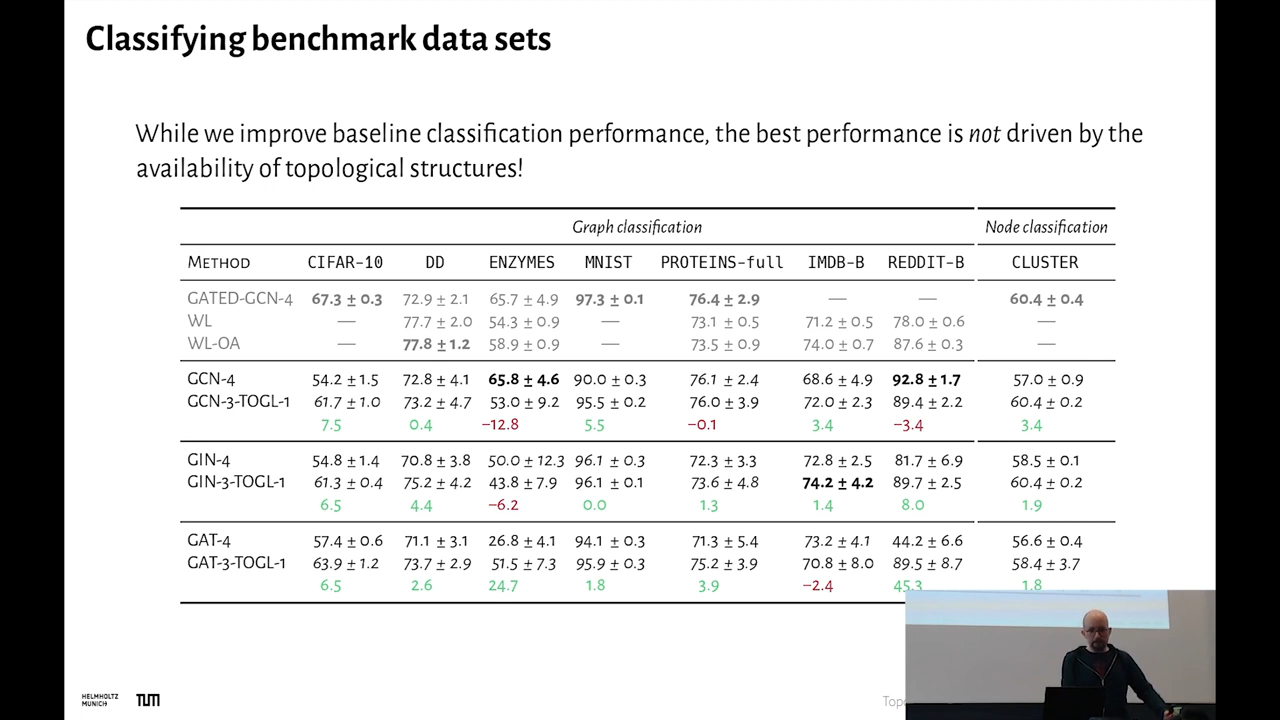 Classifying benchmark data sets
While we improve baseline classification performance, the best performance is not driven by the
availability of topological structures!
Graph classification Node classification
METHOD CIFAR-10 DD ENZYMES MNIST PROTEINS-full IMDB-B REDDIT-B CLUSTER
GATED-GCN-4 67.3 ± 0.3 72.9 ± 2.1 65.7 ± 4.9 97.3 ± 0.1 76.4 ± 2.9 — — 60.4 ± 0.4
WL — 77.7 ± 2.0 54.3 ± 0.9 — 73.1 ± 0.5 71.2 ± 0.5 78.0 ± 0.6 —
WL-OA — 77.8 ± 1.2 58.9 ± 0.9 — 73.5 ± 0.9 74.0 ± 0.7 87.6 ± 0.3 —
GCN-4 54.2 ± 1.5 72.8 ± 4.1 65.8 ± 4.6 90.0 ± 0.3 76.1 ± 2.4 68.6 ± 4.9 92.8 ± 1.7 57.0 ± 0.9
GCN-3-TOGL-1 61.7 ± 1.0 73.2 ± 4.7 53.0 ± 9.2 95.5 ± 0.2 76.0 ± 3.9 72.0 ± 2.3 89.4 ± 2.2 60.4 ± 0.2
7.5 0.4 −12.8 5.5 −0.1 3.4 −3.4 3.4
GIN-4 54.8 ± 1.4 70.8 ± 3.8 50.0 ± 12.3 96.1 ± 0.3 72.3 ± 3.3 72.8 ± 2.5 81.7 ± 6.9 58.5 ± 0.1
GIN-3-TOGL-1 61.3 ± 0.4 75.2 ± 4.2 43.8 ± 7.9 96.1 ± 0.1 73.6 ± 4.8 74.2 ± 4.2 89.7 ± 2.5 60.4 ± 0.2
6.5 4.4 −6.2 0.0 1.3 1.4 8.0 1.9
GAT-4 57.4 ± 0.6 71.1 ± 3.1 26.8 ± 4.1 94.1 ± 0.3 71.3 ± 5.4 73.2 ± 4.1 44.2 ± 6.6 56.6 ± 0.4
GAT-3-TOGL-1 63.9 ± 1.2 73.7 ± 2.9 51.5 ± 7.3 95.9 ± 0.3 75.2 ± 3.9 70.8 ± 8.0 89.5 ± 8.7 58.4 ± 3.7
6.5 2.6 24.7 1.8 3.9 −2.4 45.3 1.8
HELMHOLTZ
MUNICH
TUM